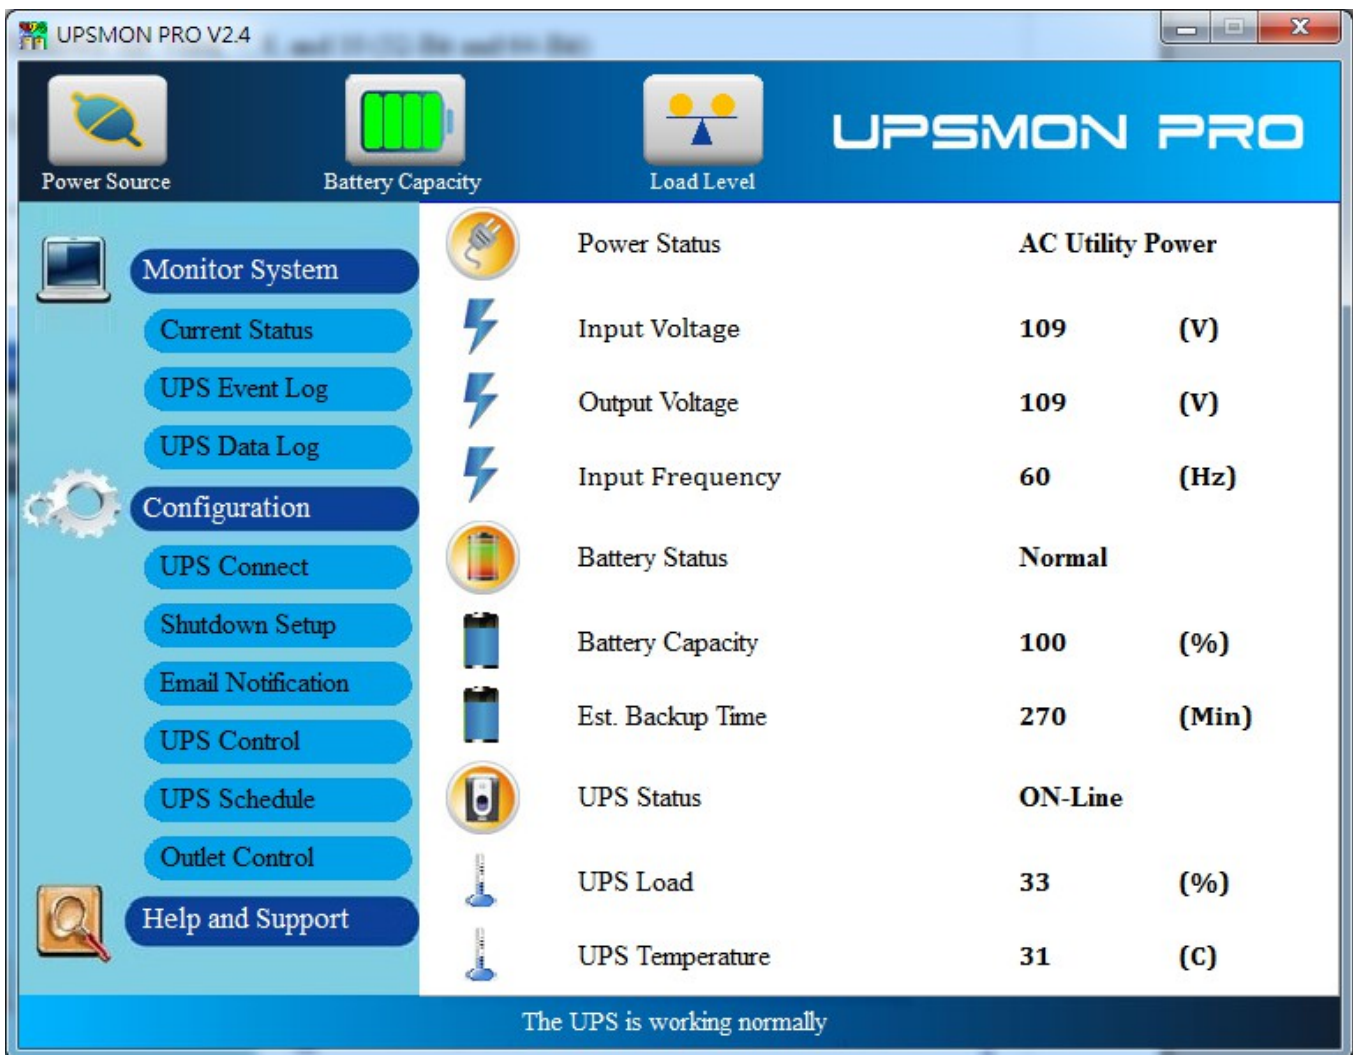 UPSMON PRO V2.4
UPSMON PRO
Power Source
Battery Capacity
Load Level
Monitor System
Current Status
UPS Event Log
UPS Data Log
Configuration
UPS Connect
Shutdown Setup
Email Notification
UPS Control
UPS Schedule
Outlet Control
Help and Support
Power Status AC Utility Power
Input Voltage 109 (V)
Output Voltage 109 (V)
Input Frequency 60 (Hz)
Battery Status Normal
Battery Capacity 100 (%)
Est. Backup Time 270 (Min)
UPS Status ON-Line
UPS Load 33 (%)
UPS Temperature 31 (C)
The UPS is working normally